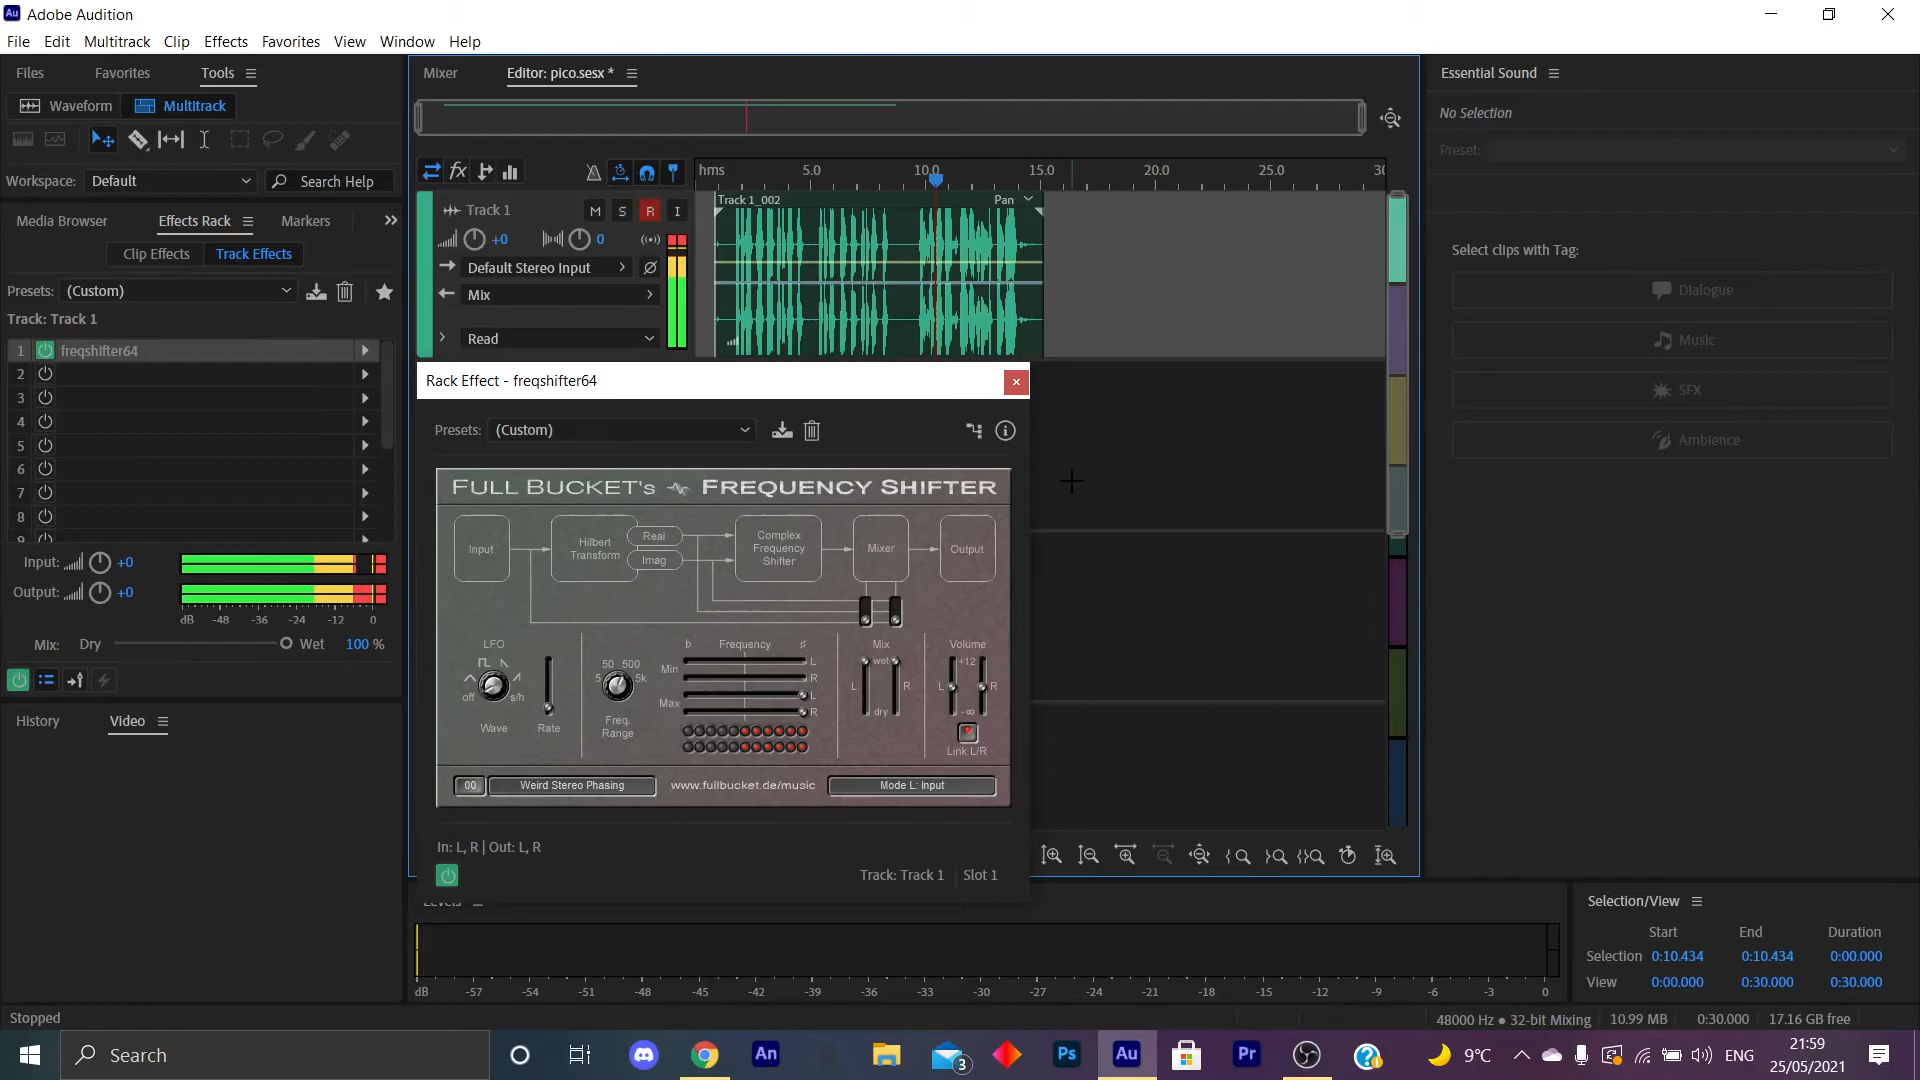 Au Adobe Audition
File Edit Multitrack Clip Effects Favorites View Window Help
Files Favorites Tools
Waveform Multitrack
Workspace: Default Search Help
Media Browser Effects Rack Markers
Clip Effects Track Effects
Presets: (Custom)
Track: Track 1
1 freqshifter64
2
3
4
5
6
7
8
9
Input: +0
Output: +0
dB -48 -36 -24 -12 0
Mix: Dry Wet 100 %
History Video
Mixer Editor: pico.sesx *
hms 5.0 10.0 15.0 20.0 25.0
Track 1 M S R I
+0 0
Default Stereo Input
Mix
Read
Track 1_002 Pan
Rack Effect - freqshifter64
Presets: (Custom)
FULL BUCKET's FREQUENCY SHIFTER
Input
Hilbert
Transform
Real
Imag
Complex
Frequency
Shifter
Mixer
Output
LFO
off s/h
Wave Rate
50 500
5 5k
Freq.
Range
b Frequency ♯
Min L
R
Max L
R
Mix
wet
L R
dry
Volume
+12
L R
-∞
Link L/R
00 Weird Stereo Phasing www.fullbucket.de/music Mode L: Input
In: L, R | Out: L, R
Track: Track 1 Slot 1
Levels
dB -57 -54 -51 -48 -45 -42 -39 -36 -33 -30 -27 -24 -21 -18 -15 -12 -9 -6 -3 0
Essential Sound
No Selection
Preset:
Select clips with Tag:
Dialogue
Music
SFX
Ambience
Selection/View
Start End Duration
Selection 0:10.434 0:10.434 0:00.000
View 0:00.000 0:30.000 0:30.000
Stopped
48000 Hz ● 32-bit Mixing 10.99 MB 0:30.000 17.16 GB free
Search
An
3
Ps
Au
Pr
9°C
ENG
21:59
25/05/2021